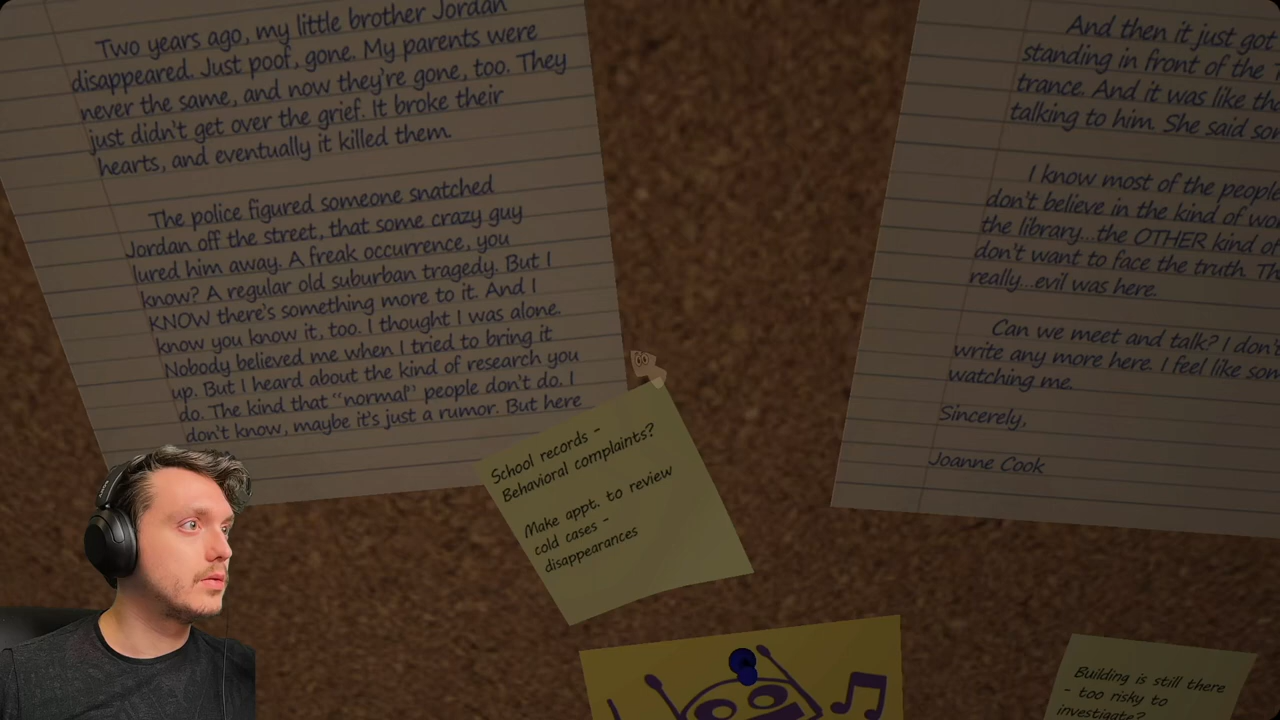 Two years ago, my little brother Jordan
disappeared. Just poof, gone. My parents were
never the same, and now they're gone, too. They
just didn't get over the grief. It broke their
hearts, and eventually it killed them.
The police figured someone snatched
Jordan off the street, that some crazy guy
lured him away. A freak occurrence, you
know? A regular old suburban tragedy. But I
KNOW there's something more to it. And I
know you know it, too. I thought I was alone.
Nobody believed me when I tried to bring it
up. But I heard about the kind of research you
do. The kind that “normal” people don't do. I
don't know, maybe it's just a rumor. But here
School records -
Behavioral complaints?
Make appt. to review
cold cases -
disappearances
And then it just got
standing in front of the
trance. And it was like
talking to him. She said
I know most of the people
don't believe in the kind of
the library...the OTHER kind of
don't want to face the truth.
really...evil was here.
Can we meet and talk? I don't
write any more here. I feel like
watching me.
Sincerely,
Joanne Cook
Building is still there
- too risky to
investigate?